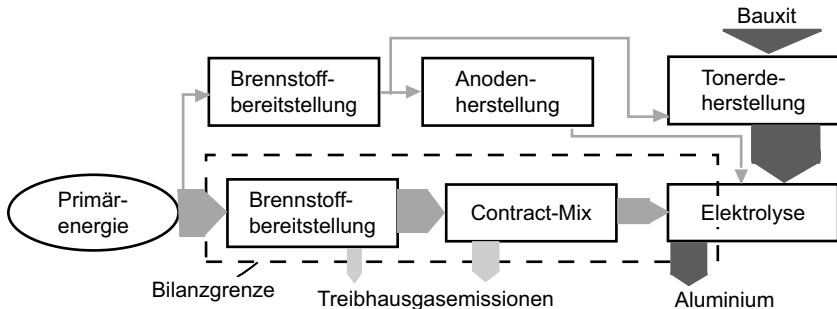 Bauxit
Brennstoff-
bereitstellung
Anoden-
herstellung
Tonerde-
herstellung
Primär-
energie
Brennstoff-
bereitstellung
Contract-Mix
Elektrolyse
Bilanzgrenze
Treibhausgasemissionen
Aluminium